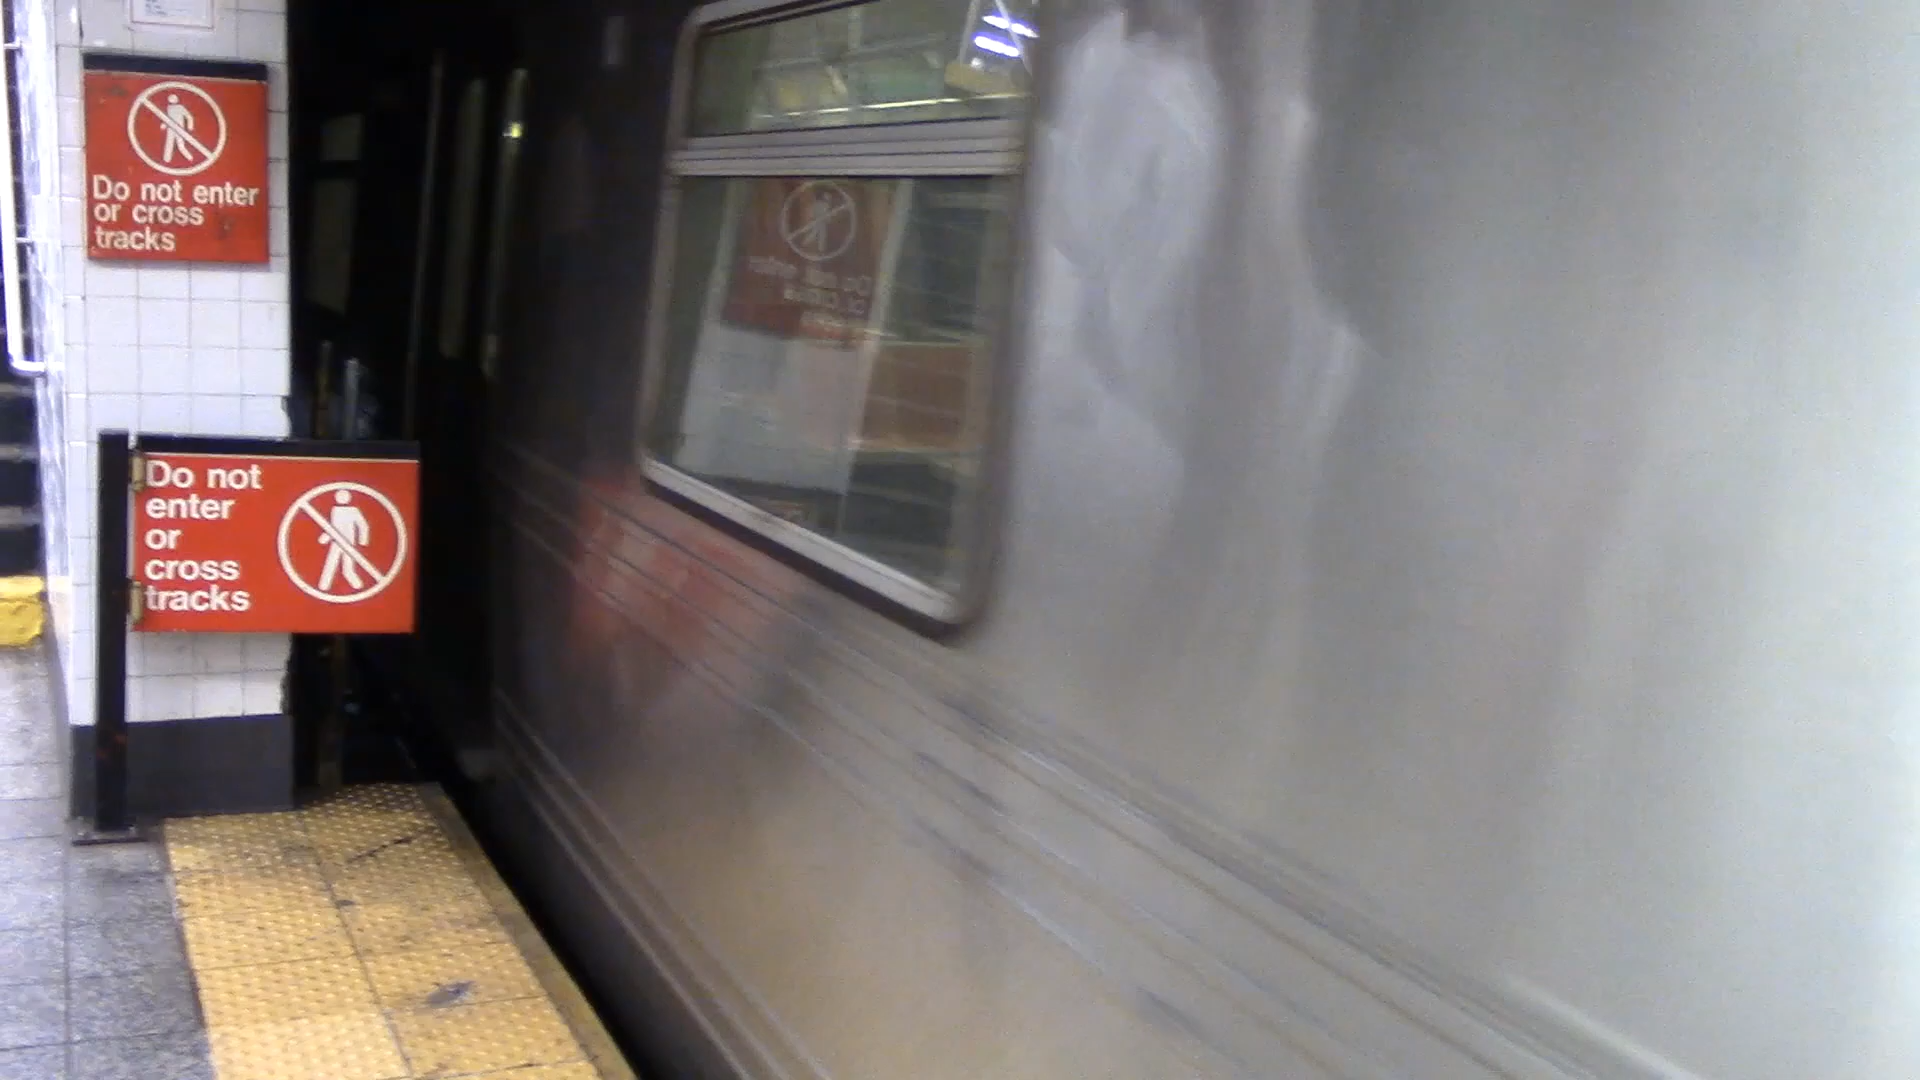 Do not enter
or cross
tracks
Do not
enter
or
cross
tracks